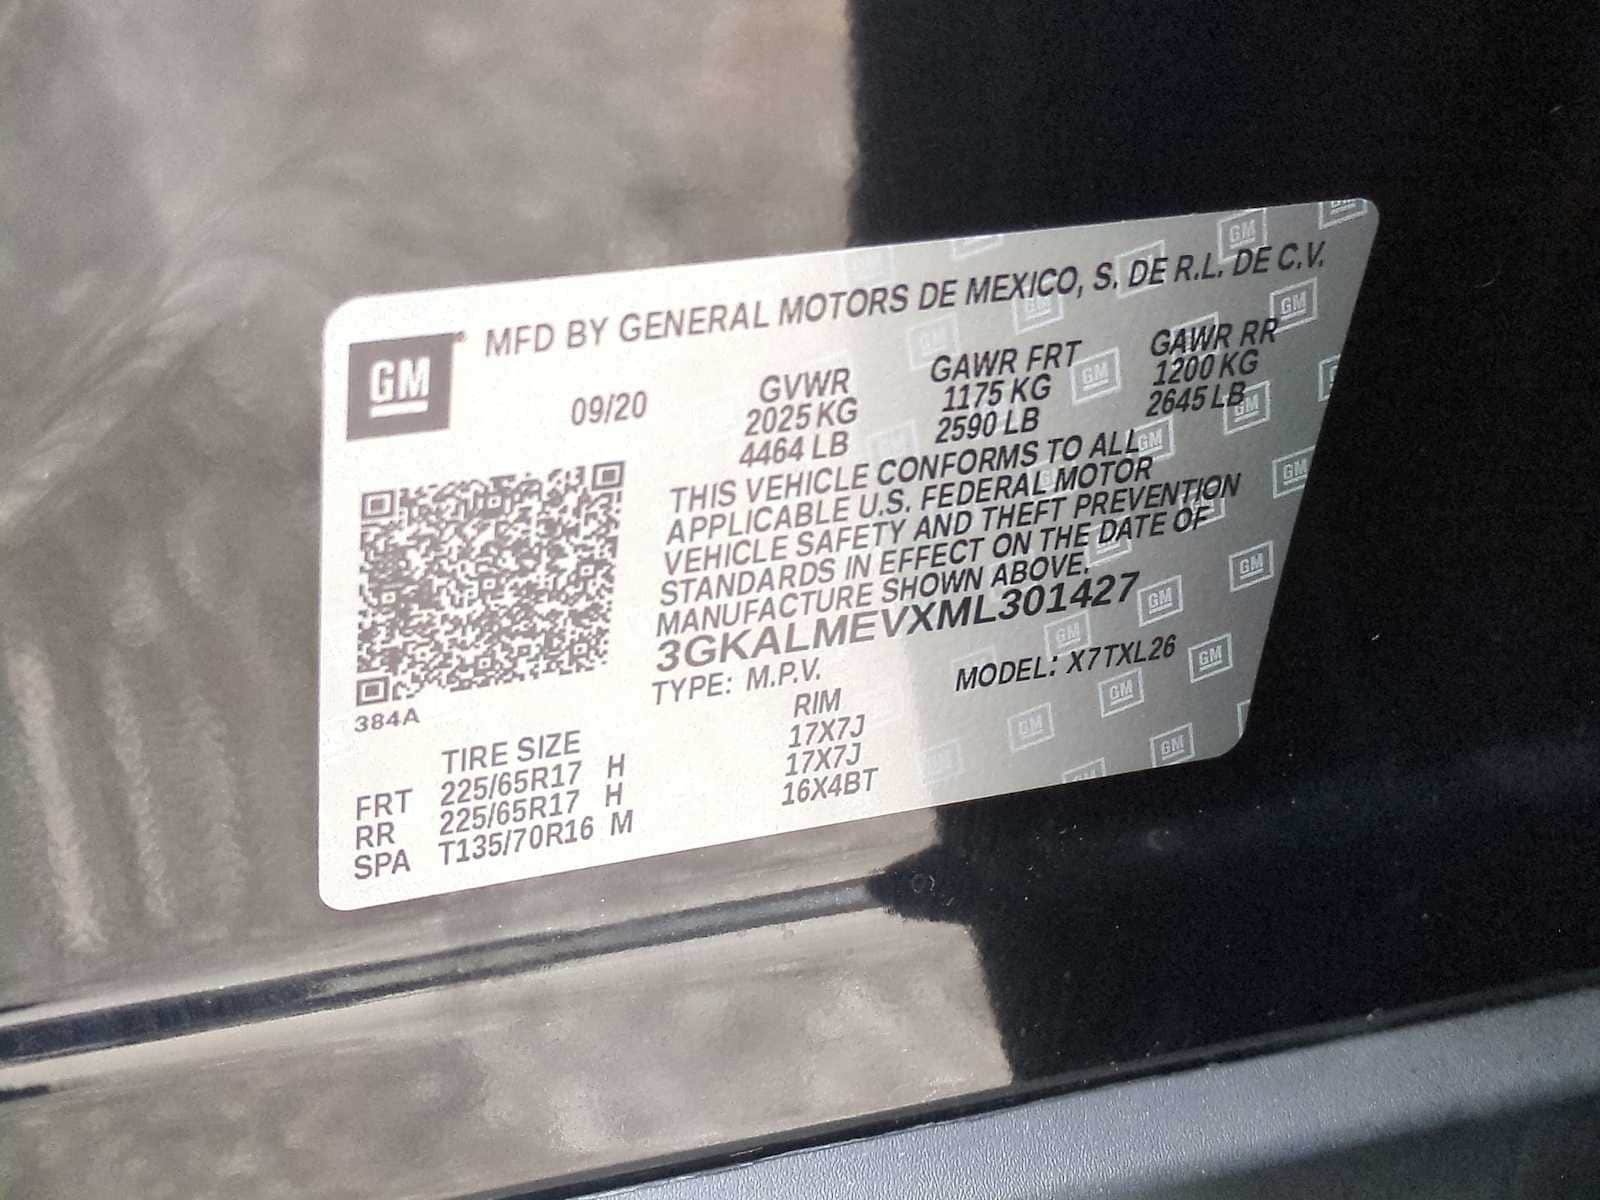 GM
MFD BY GENERAL MOTORS DE MEXICO, S. DE R.L. DE C.V.
09/20
GVWR
2025 KG
4464 LB
GAWR FRT
1175 KG
2590 LB
GAWR RR
1200 KG
2645 LB
THIS VEHICLE CONFORMS TO ALL
APPLICABLE U.S. FEDERAL MOTOR
VEHICLE SAFETY AND THEFT PREVENTION
STANDARDS IN EFFECT ON THE DATE OF
MANUFACTURE SHOWN ABOVE.
3GKALMEVXML301427
TYPE: M.P.V. MODEL: X7TXL26
384A
TIRE SIZE RIM
FRT 225/65R17 H 17X7J
RR 225/65R17 H 17X7J
SPA T135/70R16 M 16X4BT